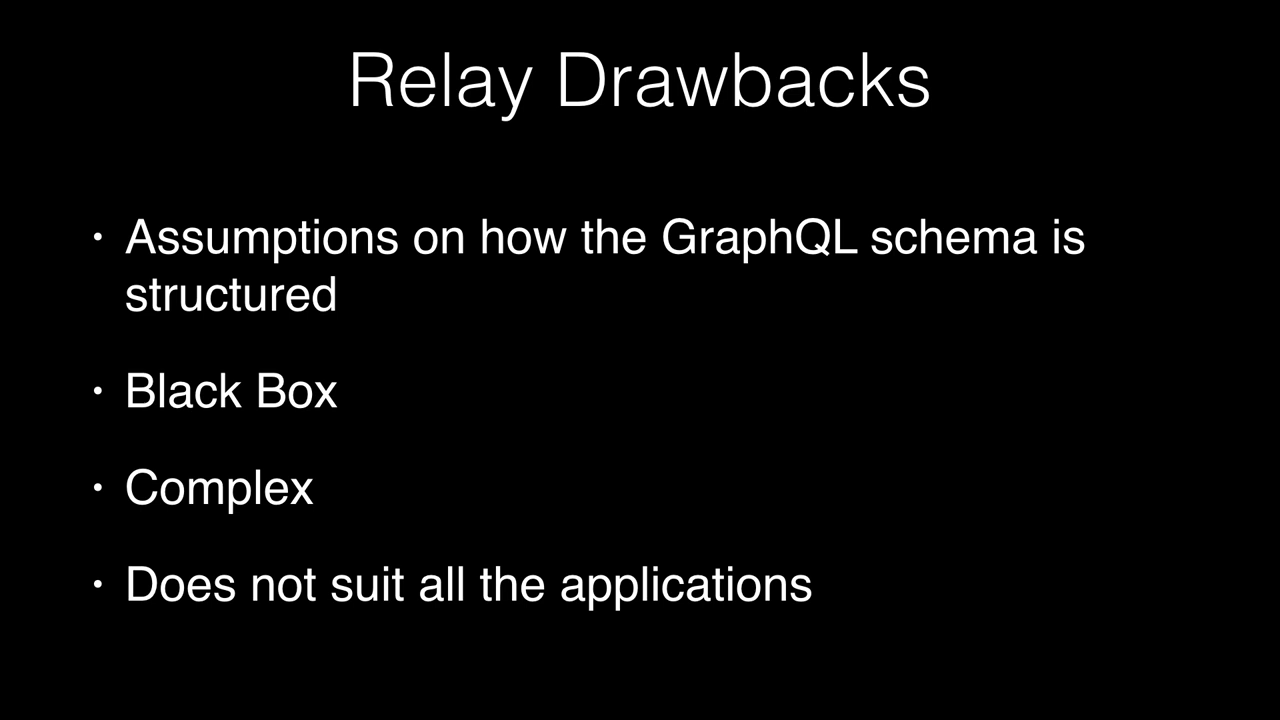 Relay Drawbacks
• Assumptions on how the GraphQL schema is
structured
• Black Box
• Complex
• Does not suit all the applications